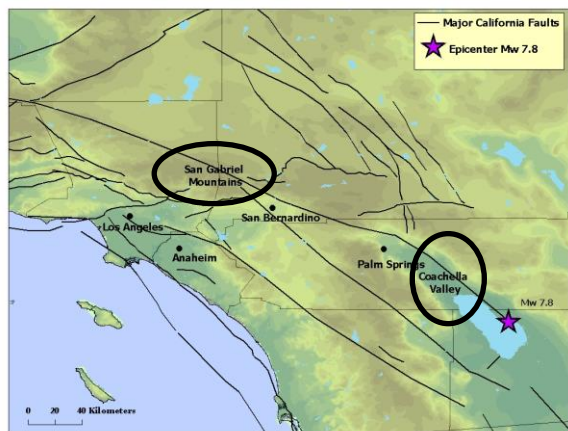 Major California Faults
Epicenter Mw 7.8
San Gabriel
Mountains
San Bernardino
Los Angeles
Anaheim
Palm Springs
Coachella
Valley
Mw 7.8
0 20 40 Kilometers